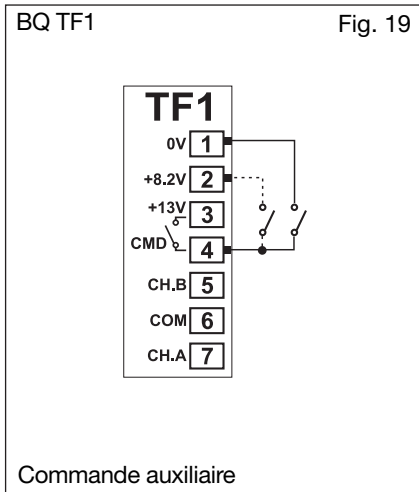 BQ TF1 Fig. 19
TF1
0V 1
+8.2V 2
+13V 3
CMD 4
CH.B 5
COM 6
CH.A 7
Commande auxiliaire